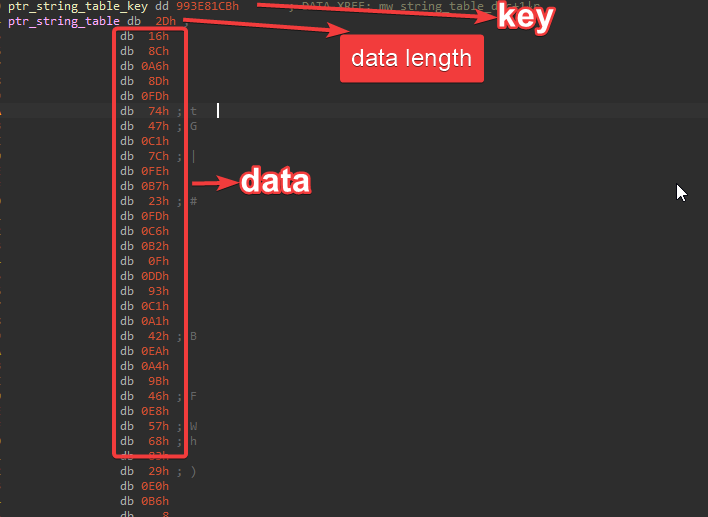 ptr_string_table_key dd 993E81CBh ; DATA XREF: mw_string_table_
key
ptr_string_table db 2Dh ;
data length
db 16h
db 8Ch
db 0A6h
db 8Dh
db 0FDh
db 74h ; t
db 47h ; G
db 0C1h
db 7Ch ; |
db 0FEh
db 0B7h
data
db 23h ; #
db 0FDh
db 0C6h
db 0B2h
db 0Fh
db 0DDh
db 93h
db 0C1h
db 0A1h
db 42h ; B
db 0EAh
db 0A4h
db 9Bh
db 46h ; F
db 0E8h
db 57h ; W
db 68h ; h
db
db 29h ; )
db 0E0h
db 0B6h
db 8